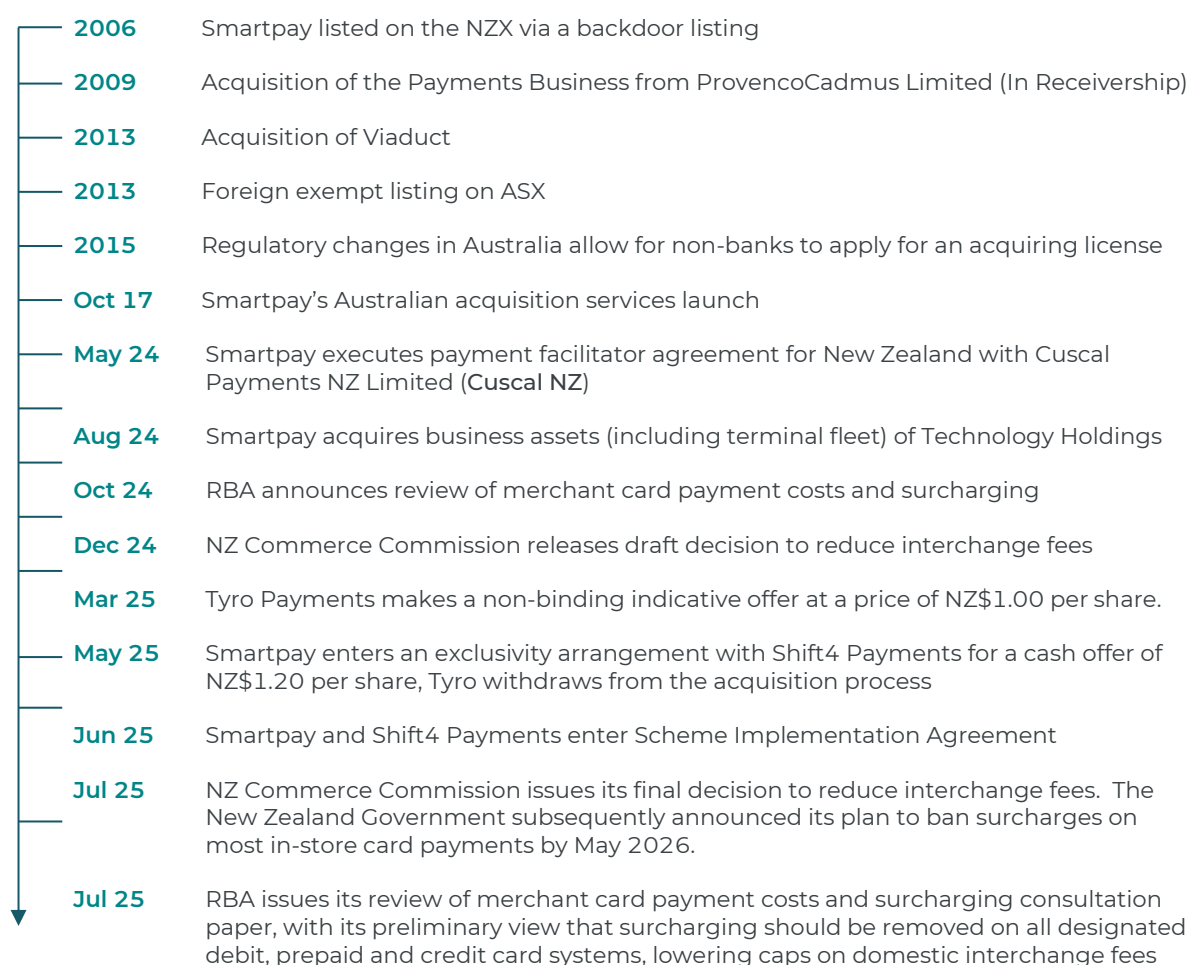 2006 Smartpay listed on the NZX via a backdoor listing
2009 Acquisition of the Payments Business from ProvencoCadmus Limited (In Receivership)
2013 Acquisition of Viaduct
2013 Foreign exempt listing on ASX
2015 Regulatory changes in Australia allow for non-banks to apply for an acquiring license
Oct 17 Smartpay’s Australian acquisition services launch
May 24 Smartpay executes payment facilitator agreement for New Zealand with Cuscal
Payments NZ Limited (Cuscal NZ)
Aug 24 Smartpay acquires business assets (including terminal fleet) of Technology Holdings
Oct 24 RBA announces review of merchant card payment costs and surcharging
Dec 24 NZ Commerce Commission releases draft decision to reduce interchange fees
Mar 25 Tyro Payments makes a non-binding indicative offer at a price of NZ$1.00 per share.
May 25 Smartpay enters an exclusivity arrangement with Shift4 Payments for a cash offer of
NZ$1.20 per share, Tyro withdraws from the acquisition process
Jun 25 Smartpay and Shift4 Payments enter Scheme Implementation Agreement
Jul 25 NZ Commerce Commission issues its final decision to reduce interchange fees.  The
New Zealand Government subsequently announced its plan to ban surcharges on
most in-store card payments by May 2026.
Jul 25 RBA issues its review of merchant card payment costs and surcharging consultation
paper, with its preliminary view that surcharging should be removed on all designated
debit, prepaid and credit card systems, lowering caps on domestic interchange fees